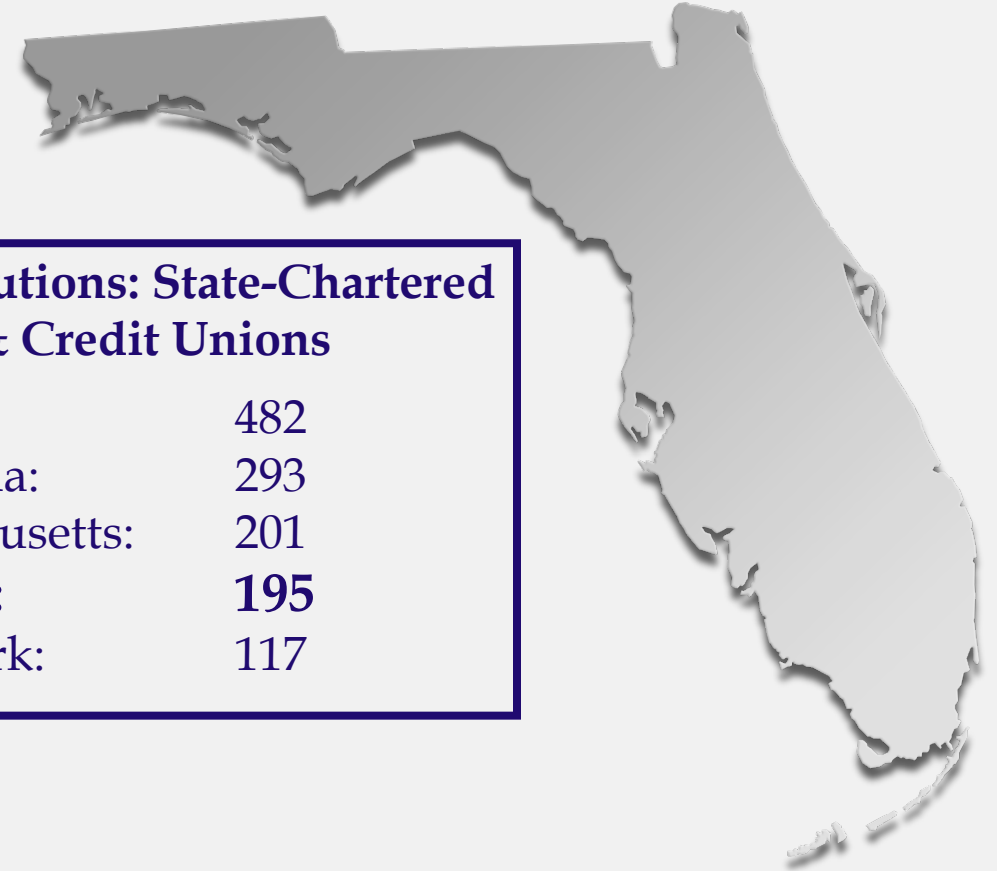 utions: State-Chartered
Credit Unions
482
a: 293
usetts: 201
: 195
rk: 117